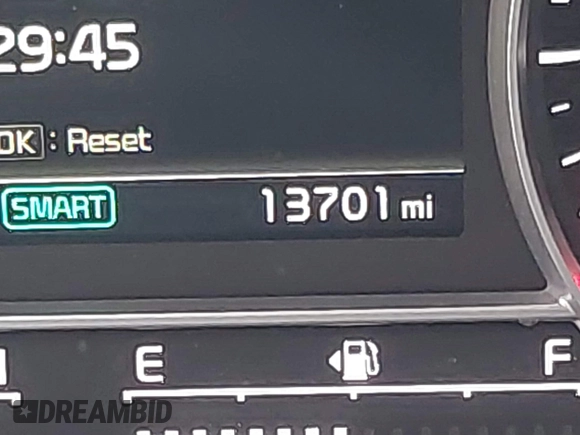 29:45
OK : Reset
SMART 13701 mi
E F
DREAMBID